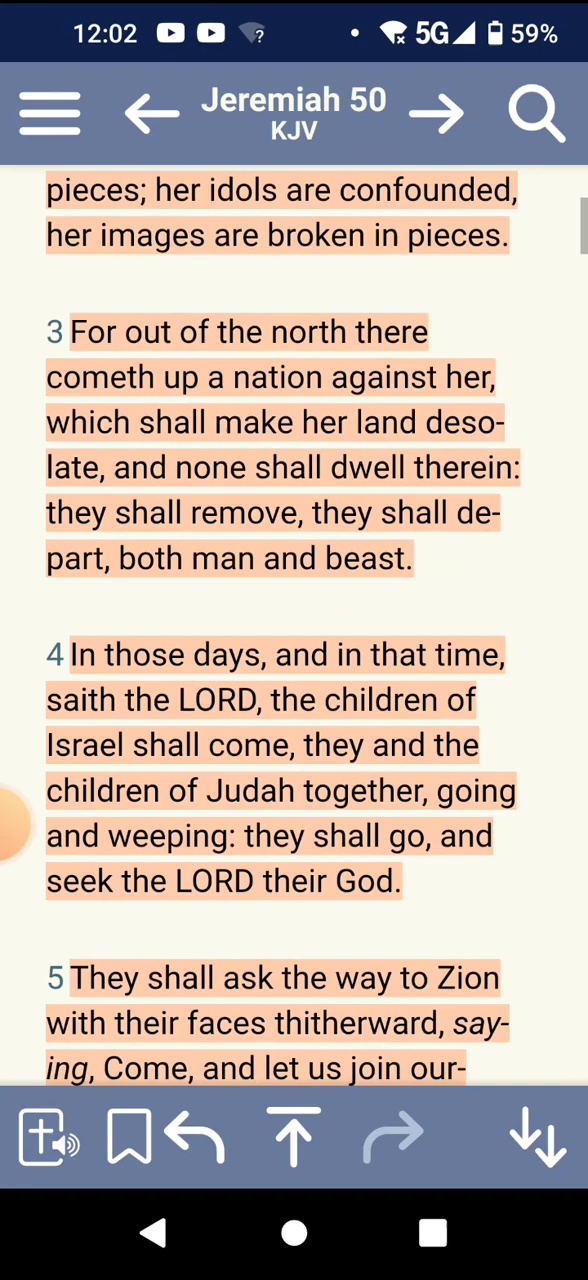 12:02 ? 5G 59%
Jeremiah 50
KJV
pieces; her idols are confounded,
her images are broken in pieces.
3 For out of the north there
cometh up a nation against her,
which shall make her land deso-
late, and none shall dwell therein:
they shall remove, they shall de-
part, both man and beast.
4 In those days, and in that time,
saith the LORD, the children of
Israel shall come, they and the
children of Judah together, going
and weeping: they shall go, and
seek the LORD their God.
5 They shall ask the way to Zion
with their faces thitherward, say-
ing, Come, and let us join our-